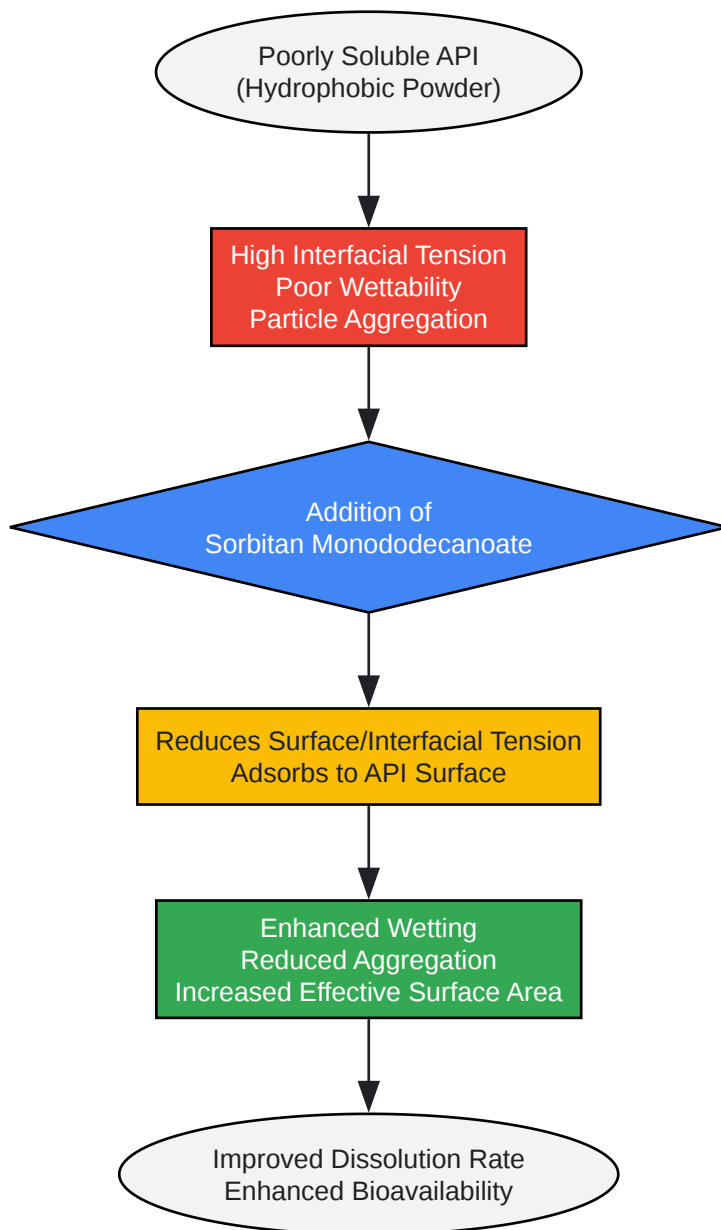 Poorly Soluble API
(Hydrophobic Powder)
High Interfacial Tension
Poor Wettability
Particle Aggregation
Addition of
Sorbitan Monododecanoate
Reduces Surface/Interfacial Tension
Adsorbs to API Surface
Enhanced Wetting
Reduced Aggregation
Increased Effective Surface Area
Improved Dissolution Rate
Enhanced Bioavailability